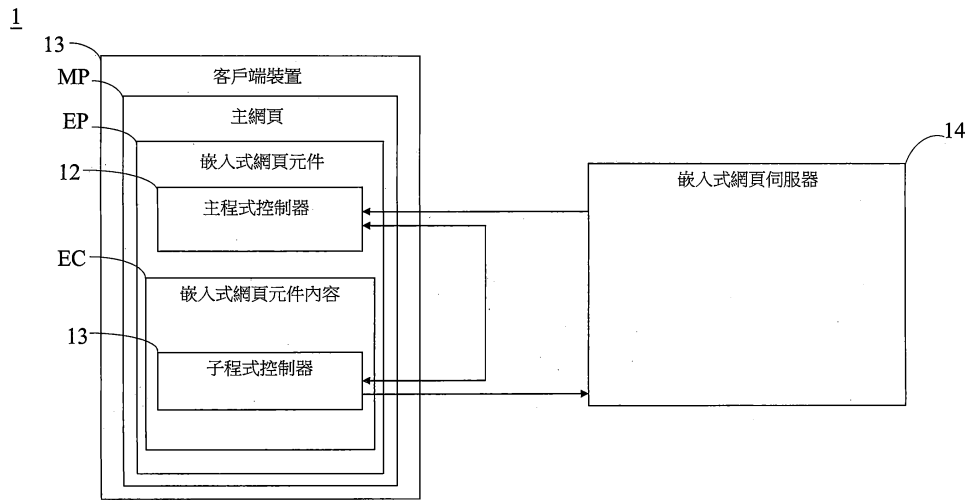 1
13
客戶端裝置
MP
主網頁
EP
嵌入式網頁元件
12
主程式控制器
14
嵌入式網頁伺服器
EC
嵌入式網頁元件內容
13
子程式控制器